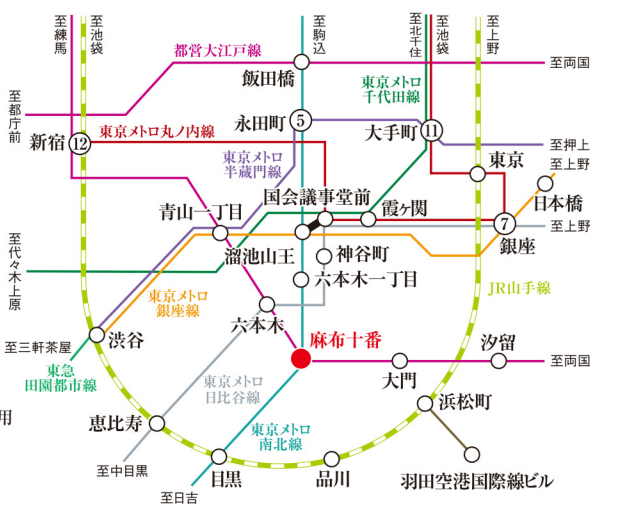 至練馬
至池袋
至駒込
至北千住
至池袋
至上野
都営大江戸線
至両国
飯田橋
東京メトロ
千代田線
至都庁前
永田町
5
大手町
11
新宿
12
東京メトロ丸ノ内線
至押上
東京メトロ
半蔵門線
東京
至上野
国会議事堂前
日本橋
青山一丁目
霞ヶ関
7
至上野
銀座
至代々木上原
溜池山王
神谷町
六本木一丁目
東京メトロ
銀座線
JR山手線
六本木
渋谷
麻布十番
汐留
至三軒茶屋
至両国
大門
東急
田園都市線
東京メトロ
日比谷線
浜松町
用
恵比寿
東京メトロ
南北線
至中目黒
目黒
品川
羽田空港国際線ビル
至日吉